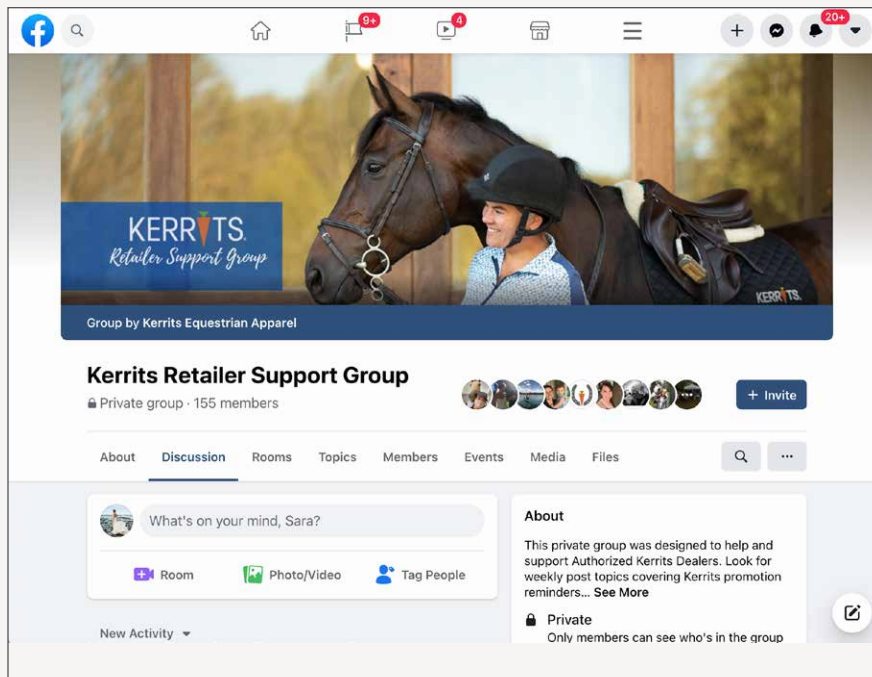 9+
4
20+
KERRITS
Retailer Support Group
KERRITS
Group by Kerrits Equestrian Apparel
Kerrits Retailer Support Group
Private group · 155 members
+ Invite
About Discussion Rooms Topics Members Events Media Files
What's on your mind, Sara?
Room Photo/Video Tag People
New Activity
About
This private group was designed to help and
support Authorized Kerrits Dealers. Look for
weekly post topics covering Kerrits promotion
reminders... See More
Private
Only members can see who's in the group